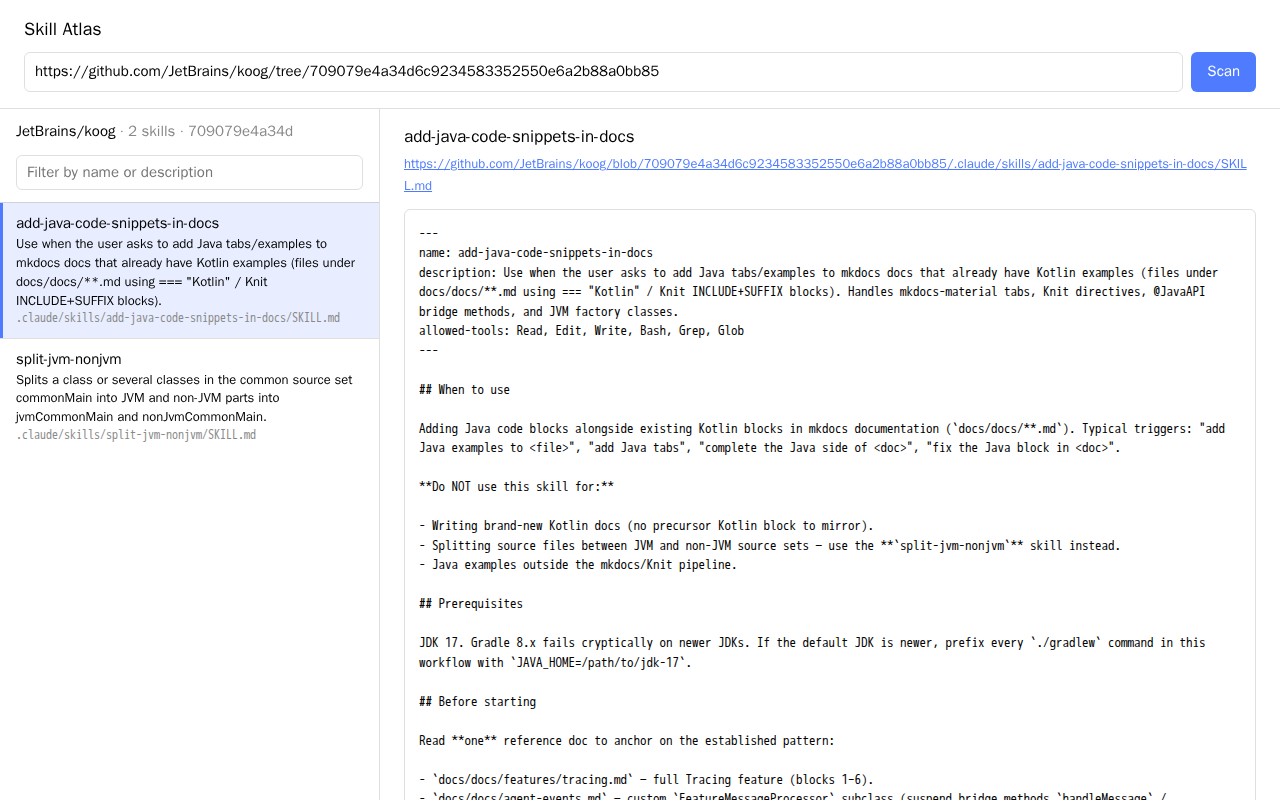 Skill Atlas
https://github.com/JetBrains/koog/tree/709079e4a34d6c9234583352550e6a2b88a0bb85
Scan
JetBrains/koog · 2 skills · 709079e4a34d
Filter by name or description
add-java-code-snippets-in-docs
Use when the user asks to add Java tabs/examples to
mkdocs docs that already have Kotlin examples (files under
docs/docs/**.md using === "Kotlin" / Knit
INCLUDE+SUFFIX blocks).
.claude/skills/add-java-code-snippets-in-docs/SKILL.md
split-jvm-nonjvm
Splits a class or several classes in the common source set
commonMain into JVM and non-JVM parts into
jvmCommonMain and nonJvmCommonMain.
.claude/skills/split-jvm-nonjvm/SKILL.md
add-java-code-snippets-in-docs
https://github.com/JetBrains/koog/blob/709079e4a34d6c9234583352550e6a2b88a0bb85/.claude/skills/add-java-code-snippets-in-docs/SKIL
L.md
---
name: add-java-code-snippets-in-docs
description: Use when the user asks to add Java tabs/examples to mkdocs docs that already have Kotlin examples (files under
docs/docs/**.md using === "Kotlin" / Knit INCLUDE+SUFFIX blocks). Handles mkdocs-material tabs, Knit directives, @JavaAPI
bridge methods, and JVM factory classes.
allowed-tools: Read, Edit, Write, Bash, Grep, Glob
---
## When to use
Adding Java code blocks alongside existing Kotlin blocks in mkdocs documentation (`docs/docs/**.md`). Typical triggers: "add
Java examples to <file>", "add Java tabs", "complete the Java side of <doc>", "fix the Java block in <doc>".
**Do NOT use this skill for:**
- Writing brand-new Kotlin docs (no precursor Kotlin block to mirror).
- Splitting source files between JVM and non-JVM source sets — use the **`split-jvm-nonjvm`** skill instead.
- Java examples outside the mkdocs/Knit pipeline.
## Prerequisites
JDK 17. Gradle 8.x fails cryptically on newer JDKs. If the default JDK is newer, prefix every `./gradlew` command in this
workflow with `JAVA_HOME=/path/to/jdk-17`.
## Before starting
Read **one** reference doc to anchor on the established pattern:
- `docs/docs/features/tracing.md` — full Tracing feature (blocks 1–6).
- `docs/docs/agent-events.md` — custom `FeatureMessageProcessor` subclass (suspend bridge methods `handleMessage` /